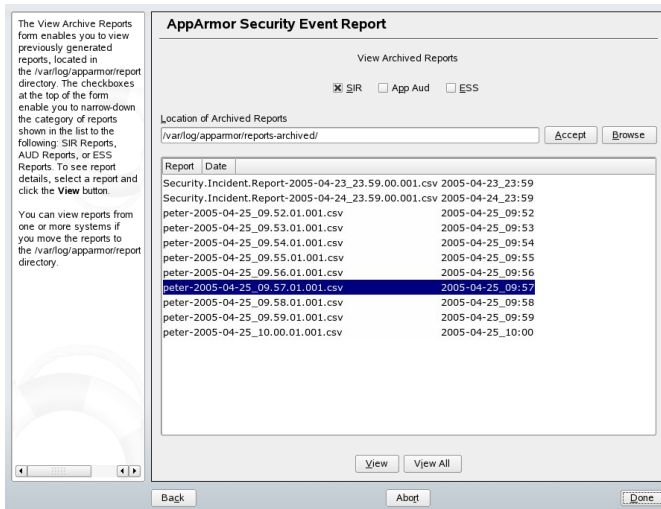 The View Archive Reports
form enables you to view
previously generated
reports, located in
the /var/log/apparmor/report
directory. The checkboxes
at the top of the form
enable you to narrow-down
the category of reports
shown in the list to the
following: SIR Reports,
AUD Reports, or ESS
Reports. To see report
details, select a report and
click the View button.
You can view reports from
one or more systems if
you move the reports to
the /var/log/apparmor/report
directory.
AppArmor Security Event Report
View Archived Reports
SIR App Aud ESS
Location of Archived Reports
/var/log/apparmor/reports-archived/ Accept Browse
Report Date
Security.Incident.Report-2005-04-23_23.59.00.001.csv 2005-04-23_23:59
Security.Incident.Report-2005-04-24_23.59.00.001.csv 2005-04-24_23:59
peter-2005-04-25_09.52.01.001.csv 2005-04-25_09:52
peter-2005-04-25_09.53.01.001.csv 2005-04-25_09:53
peter-2005-04-25_09.54.01.001.csv 2005-04-25_09:54
peter-2005-04-25_09.55.01.001.csv 2005-04-25_09:55
peter-2005-04-25_09.56.01.001.csv 2005-04-25_09:56
peter-2005-04-25_09.57.01.001.csv 2005-04-25_09:57
peter-2005-04-25_09.58.01.001.csv 2005-04-25_09:58
peter-2005-04-25_09.59.01.001.csv 2005-04-25_09:59
peter-2005-04-25_10.00.01.001.csv 2005-04-25_10:00
View View All
Back Abort Done